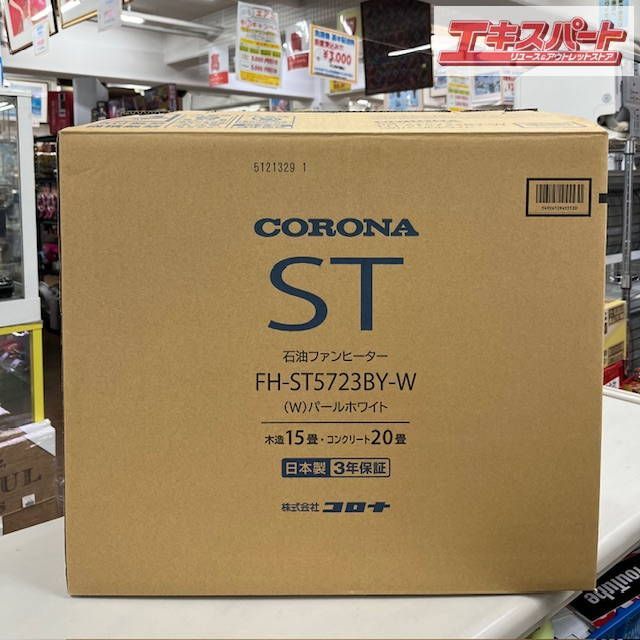 エキスパート
リユース&アウトレットストア
¥3,000
5121329 1
CORONA
ST
石油ファンヒーター
FH-ST5723BY-W
(W)パールホワイト
木造15畳・コンクリート20畳
日本製 3年保証
株式会社 コロナ
YouTube